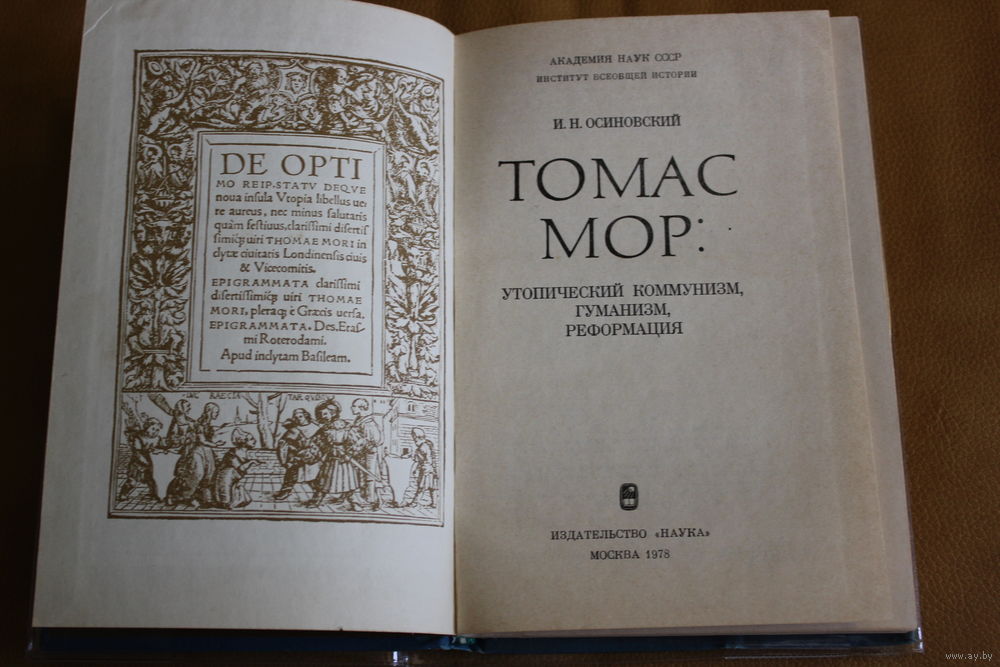 DE OPTI
MO REIP. STATV DEQVE
noua insula Vtopia libellus ue-
re aureus, nec minus salutaris
quàm festiuus, clarissimi disertis
simiq́; uiri THOMAE MORI in
clytæ ciuitatis Londinensis ciuis
& Vicecomitis.
EPIGRAMMATA clarissimi
disertissimiq́; uiri THOMAE
MORI, pleraq́; è Græcis uersa.
EPIGRAMMATA. Des. Eras-
mi Roterodami.
Apud inclytam Basileam.
TAR QVI
АКАДЕМИЯ НАУК СССР
ИНСТИТУТ ВСЕОБЩЕЙ ИСТОРИИ
И. Н. ОСИНОВСКИЙ
ТОМАС
МОР:
УТОПИЧЕСКИЙ КОММУНИЗМ,
ГУМАНИЗМ,
РЕФОРМАЦИЯ
ИЗДАТЕЛЬСТВО «НАУКА»
МОСКВА 1978
www.ay.by